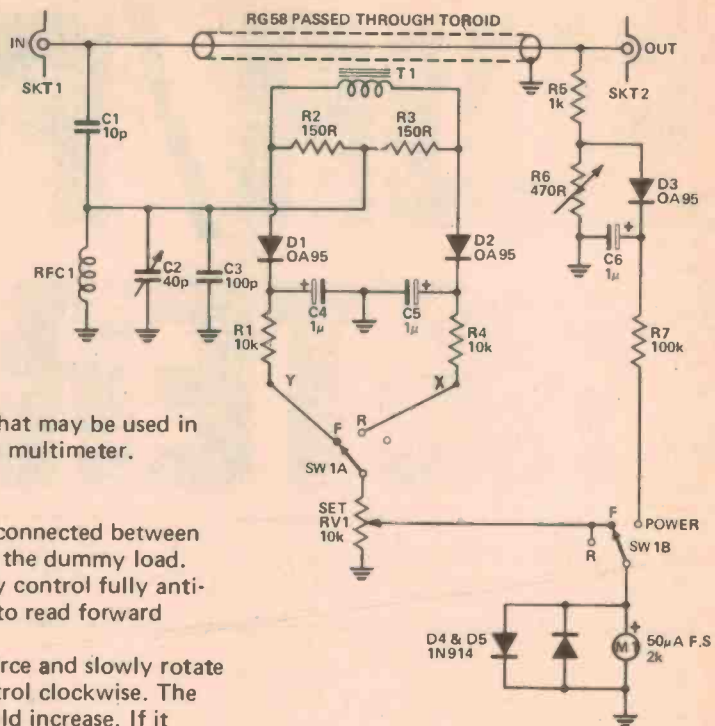 RG58 PASSED THROUGH TOROID
IN
OUT
SKT1
SKT2
T1
C1
10p
R2
150R
R3
150R
R5
1k
R6
470R
D3
OA95
D1
OA95
D2
OA95
+
C6
1μ
RFC1
C2
40p
C3
100p
+
C4
1μ
+
C5
1μ
R1
10k
R4
10k
R7
100k
Y
X
F
R
SW1A
SET
RV1
10k
F
POWER
R
SW1B
D4 & D5
1N914
+
M1
50μA F.S
2k
hat may be used in
multimeter.
connected between
the dummy load.
y control fully anti-
to read forward
rce and slowly rotate
trol clockwise. The
ld increase. If it